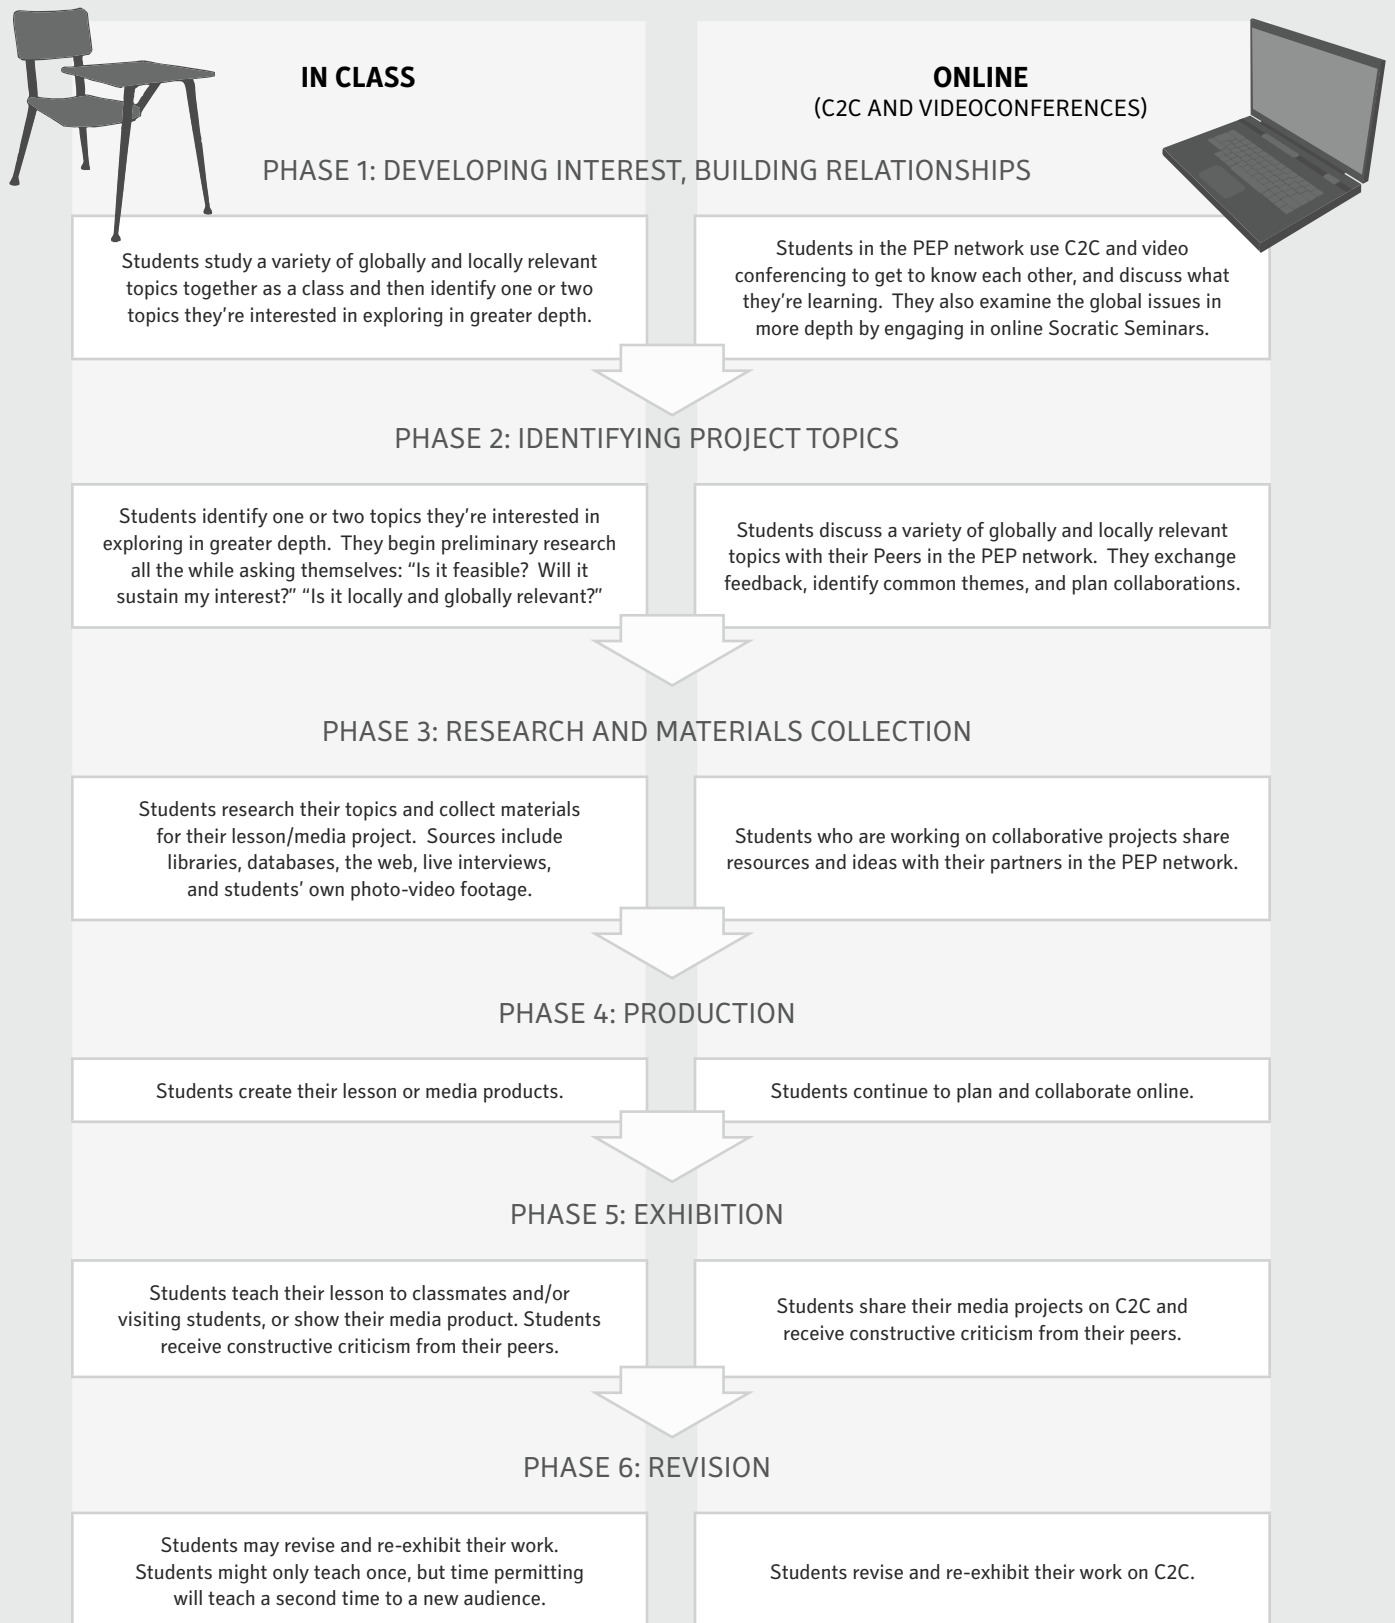 IN CLASS
ONLINE
(C2C AND VIDEOCONFERENCES)
PHASE 1: DEVELOPING INTEREST, BUILDING RELATIONSHIPS
Students study a variety of globally and locally relevant
topics together as a class and then identify one or two
topics they're interested in exploring in greater depth.
Students in the PEP network use C2C and video
conferencing to get to know each other, and discuss what
they're learning.  They also examine the global issues in
more depth by engaging in online Socratic Seminars.
PHASE 2: IDENTIFYING PROJECT TOPICS
Students identify one or two topics they're interested in
exploring in greater depth.  They begin preliminary research
all the while asking themselves: “Is it feasible?  Will it
sustain my interest?” “Is it locally and globally relevant?”
Students discuss a variety of globally and locally relevant
topics with their Peers in the PEP network.  They exchange
feedback, identify common themes, and plan collaborations.
PHASE 3: RESEARCH AND MATERIALS COLLECTION
Students research their topics and collect materials
for their lesson/media project.  Sources include
libraries, databases, the web, live interviews,
and students' own photo-video footage.
Students who are working on collaborative projects share
resources and ideas with their partners in the PEP network.
PHASE 4: PRODUCTION
Students create their lesson or media products.
Students continue to plan and collaborate online.
PHASE 5: EXHIBITION
Students teach their lesson to classmates and/or
visiting students, or show their media product. Students
receive constructive criticism from their peers.
Students share their media projects on C2C and
receive constructive criticism from their peers.
PHASE 6: REVISION
Students may revise and re-exhibit their work.
Students might only teach once, but time permitting
will teach a second time to a new audience.
Students revise and re-exhibit their work on C2C.